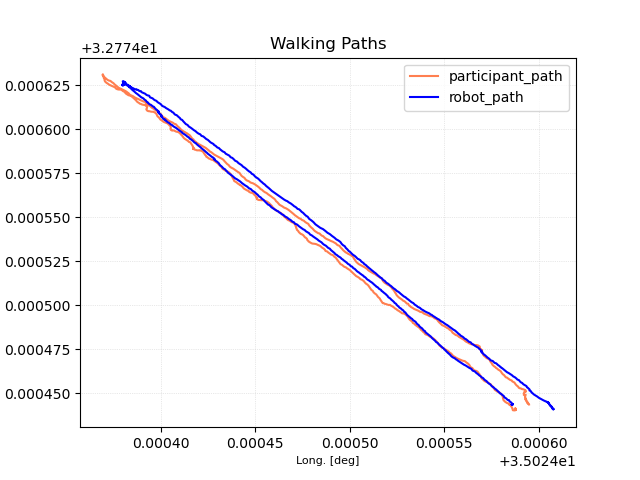 Walking Paths
+3.2774e1
participant_path
robot_path
0.000625
0.000600
0.000575
0.000550
0.000525
0.000500
0.000475
0.000450
0.00040
0.00045
0.00050
0.00055
0.00060
Long. [deg]
+3.5024e1